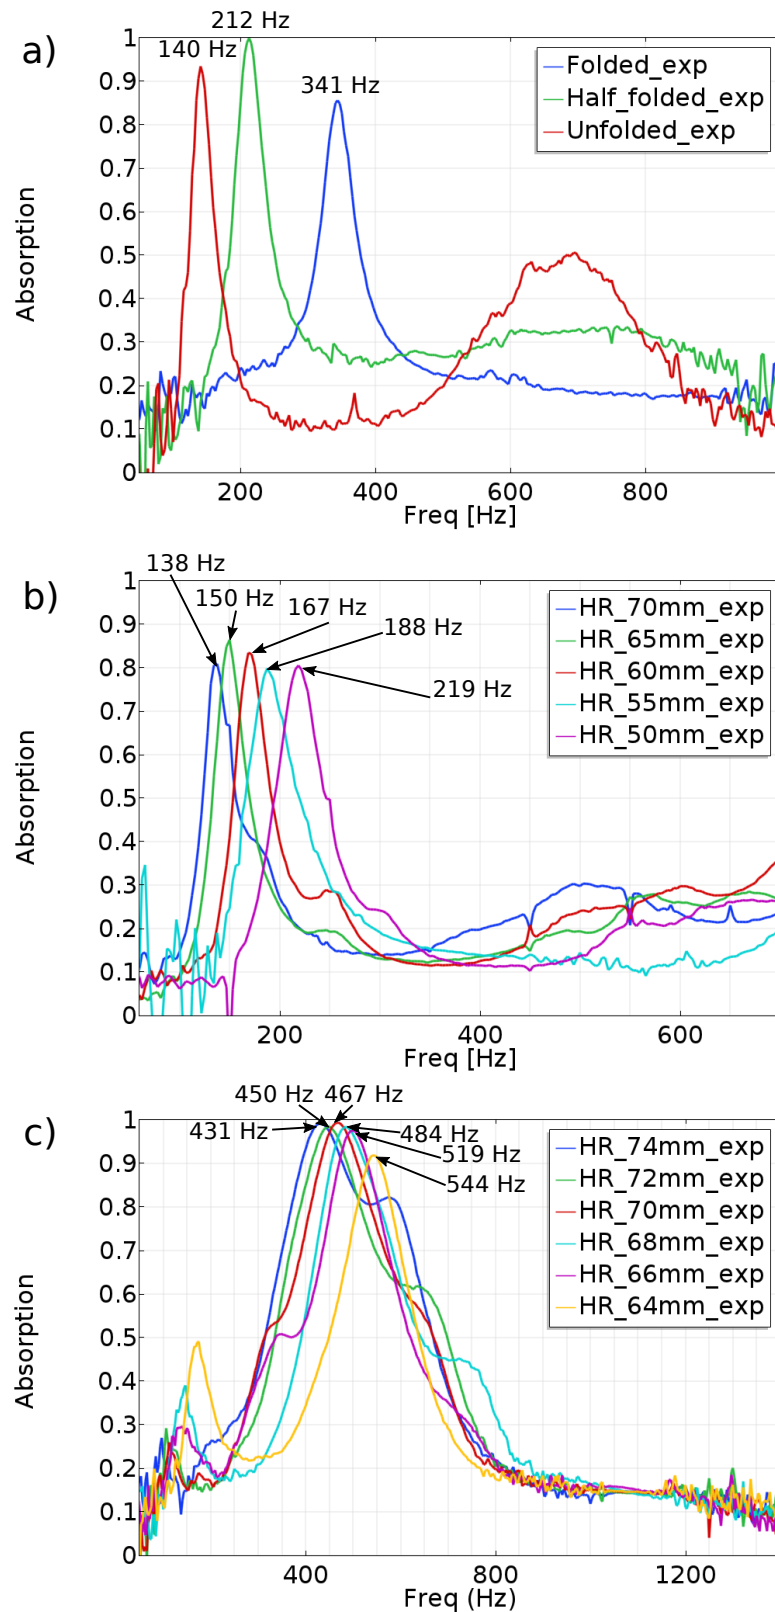 a)
212 Hz
140 Hz
341 Hz
Folded_exp
Half_folded_exp
Unfolded_exp
Absorption
1
0.9
0.8
0.7
0.6
0.5
0.4
0.3
0.2
0.1
0
200
400
600
800
Freq [Hz]
b)
138 Hz
150 Hz
167 Hz
188 Hz
219 Hz
HR_70mm_exp
HR_65mm_exp
HR_60mm_exp
HR_55mm_exp
HR_50mm_exp
Absorption
1
0.9
0.8
0.7
0.6
0.5
0.4
0.3
0.2
0.1
0
200
400
600
Freq [Hz]
c)
450 Hz
467 Hz
431 Hz
484 Hz
519 Hz
544 Hz
HR_74mm_exp
HR_72mm_exp
HR_70mm_exp
HR_68mm_exp
HR_66mm_exp
HR_64mm_exp
Absorption
1
0.9
0.8
0.7
0.6
0.5
0.4
0.3
0.2
0.1
0
400
800
1200
Freq (Hz)